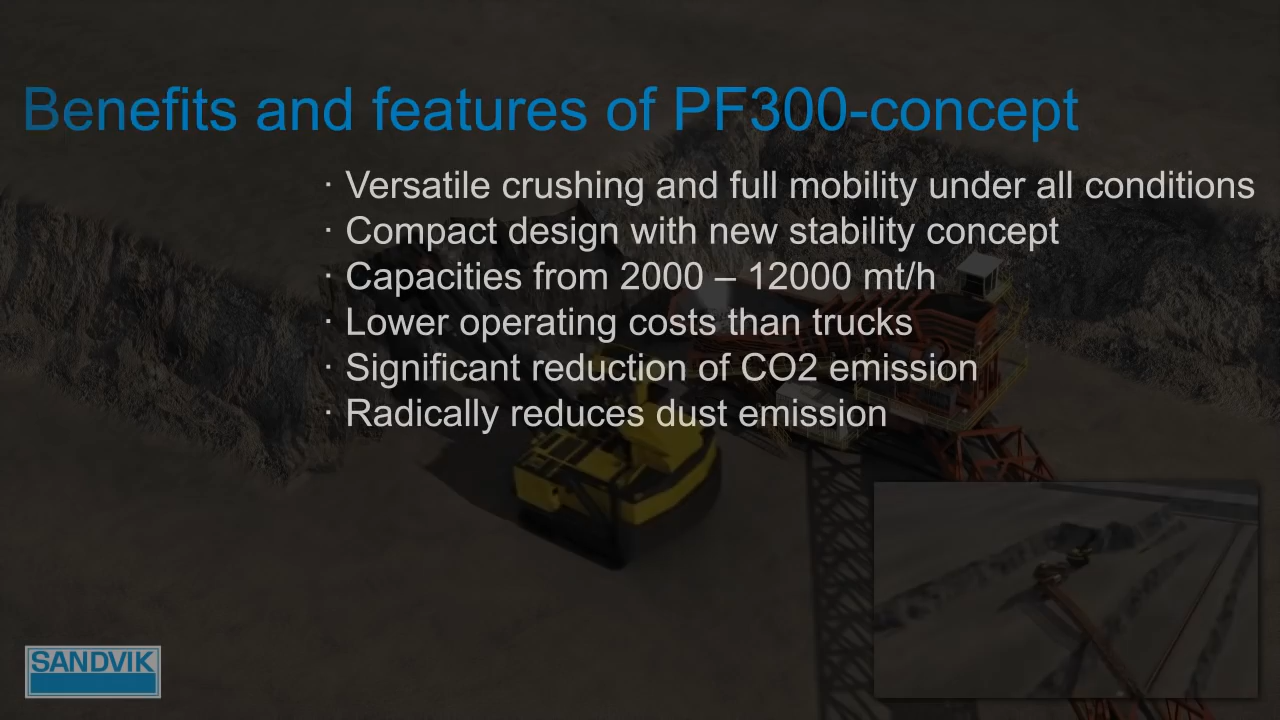 Benefits and features of PF300-concept
· Versatile crushing and full mobility under all conditions
· Compact design with new stability concept
· Capacities from 2000 – 12000 mt/h
· Lower operating costs than trucks
· Significant reduction of CO2 emission
· Radically reduces dust emission
SANDVIK